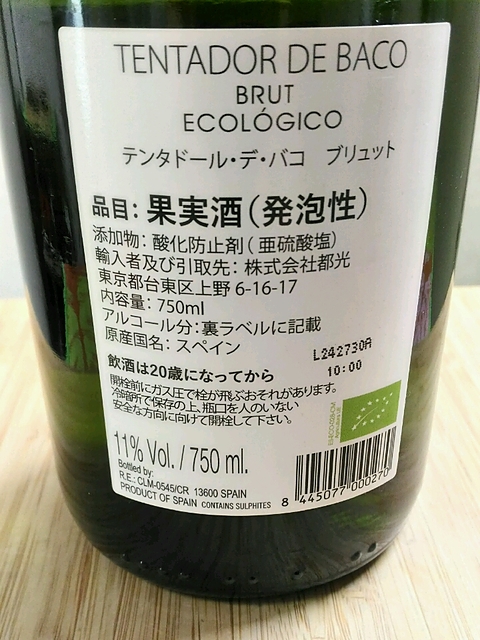 TENTADOR DE BACO
BRUT
ECOLÓGICO
テンタドール・デ・バコ　ブリュット
品目：果実酒（発泡性）
添加物：酸化防止剤（亜硫酸塩）
輸入者及び引取先：株式会社都光
東京都台東区上野 6-16-17
内容量：750ml
アルコール分：裏ラベルに記載
原産国名：スペイン
L242730A
10:00
飲酒は20歳になってから
開栓前にガス圧で栓が飛ぶおそれがあります。
冷暗所で保存の上、瓶口を人のいない
安全な方向に向けて開栓して下さい。
11% Vol. / 750 ml.
Bottled by:
R.E.: CLM-0545/CR 13600 SPAIN
PRODUCT OF SPAIN CONTAINS SULPHITES
8 445077 000270